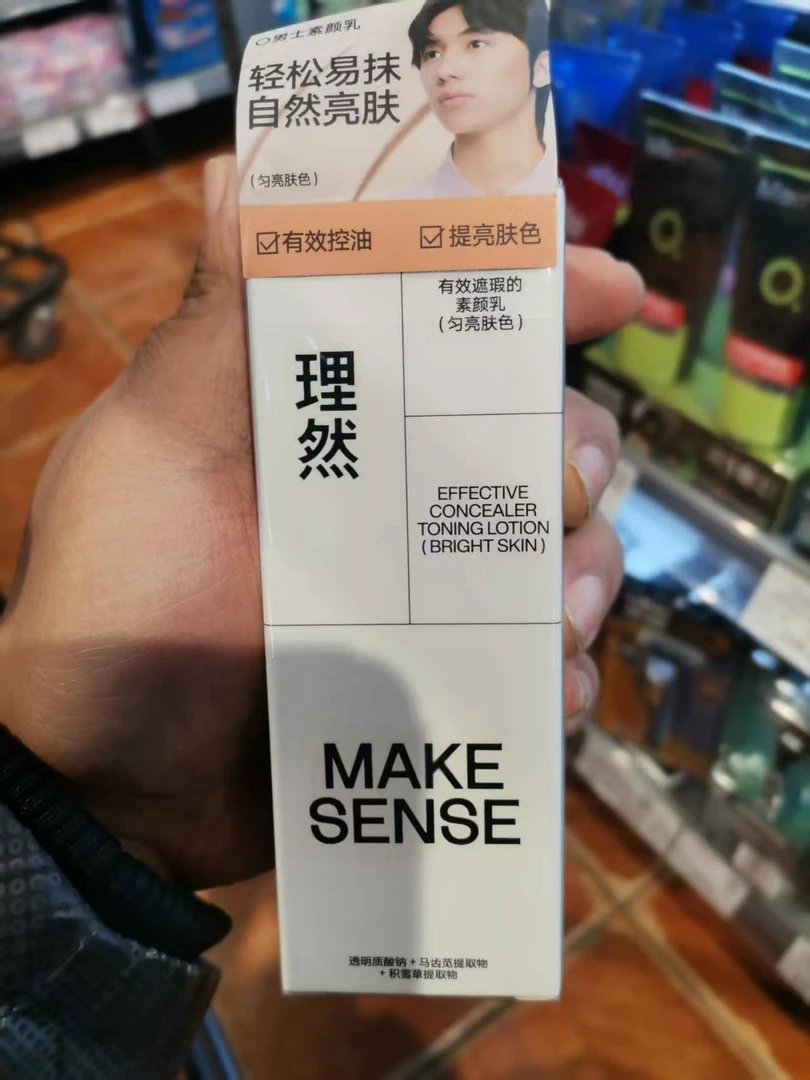 男士素颜乳
轻松易抹
自然亮肤
(匀亮肤色)
有效控油
提亮肤色
有效遮瑕的
素颜乳
(匀亮肤色)
理
然
EFFECTIVE
CONCEALER
TONING LOTION
(BRIGHT SKIN)
MAKE
SENSE
透明质酸钠+马齿苋提取物
+积雪草提取物